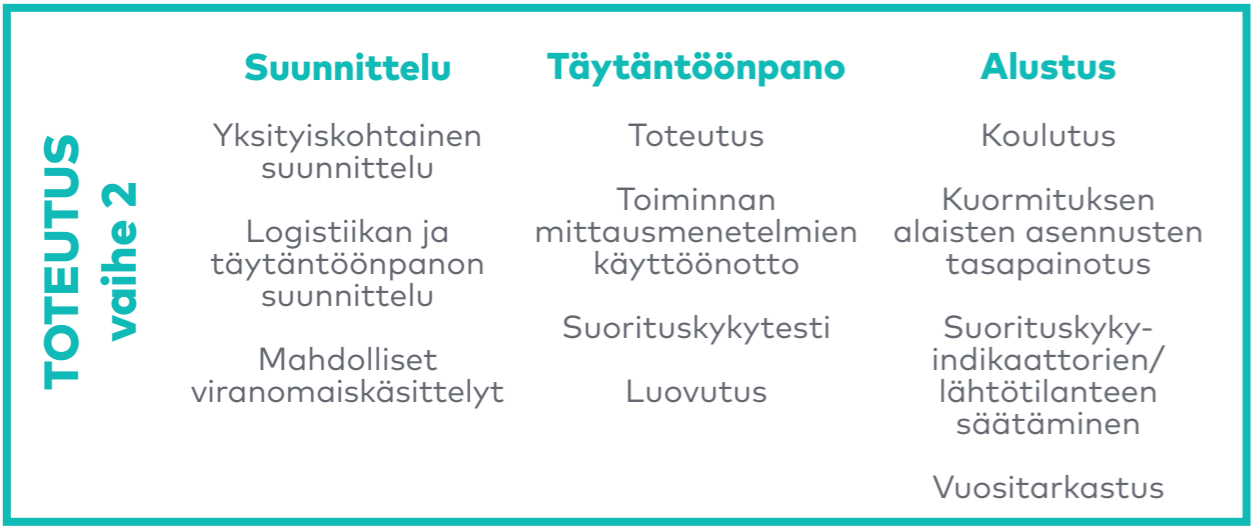 TOTEUTUS
vaihe 2
Suunnittelu
Yksityiskohtainen
suunnittelu
Logistiikan ja
täytäntöönpanon
suunnittelu
Mahdolliset
viranomaiskäsittelyt
Täytäntöönpano
Toteutus
Toiminnan
mittausmenetelmien
käyttöönotto
Suorituskykytesti
Luovutus
Alustus
Koulutus
Kuormituksen
alaisten asennusten
tasapainotus
Suorituskyky-
indikaattorien/
lähtötilanteen
säätäminen
Vuositarkastus